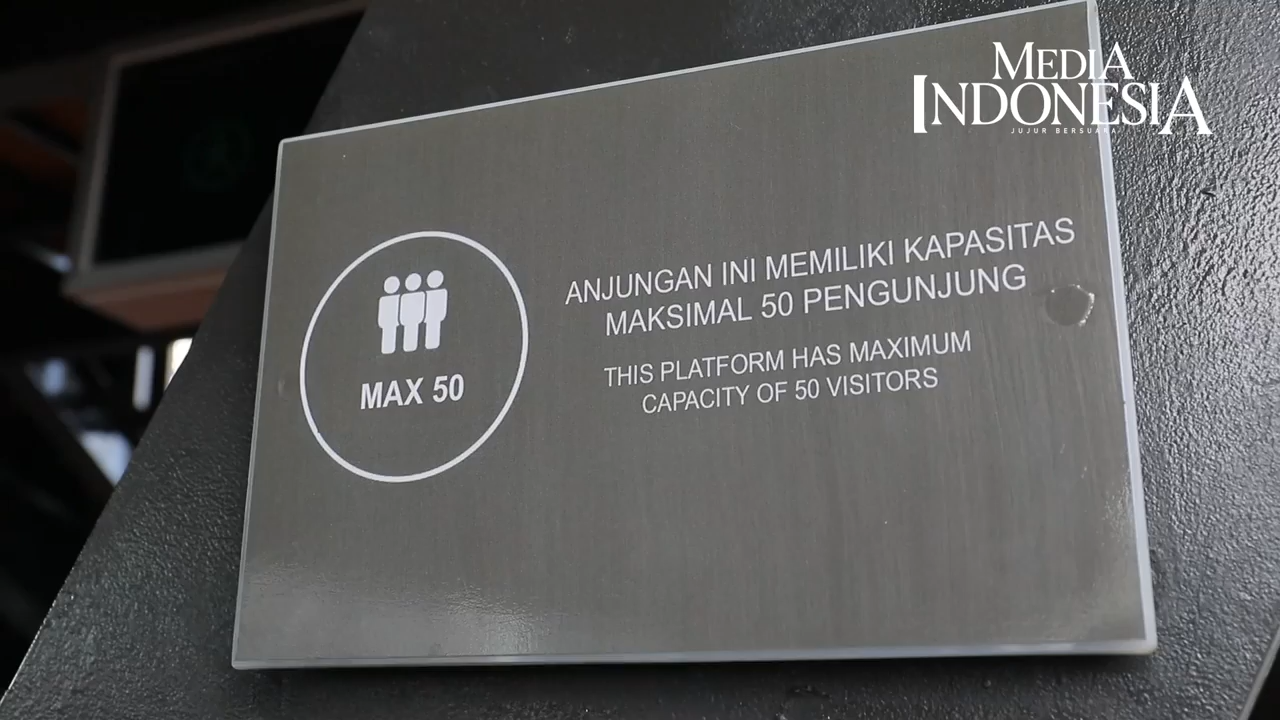 MEDIA
INDONESIA
JUJUR BERSUARA
MAX 50
ANJUNGAN INI MEMILIKI KAPASITAS
MAKSIMAL 50 PENGUNJUNG
THIS PLATFORM HAS MAXIMUM
CAPACITY OF 50 VISITORS